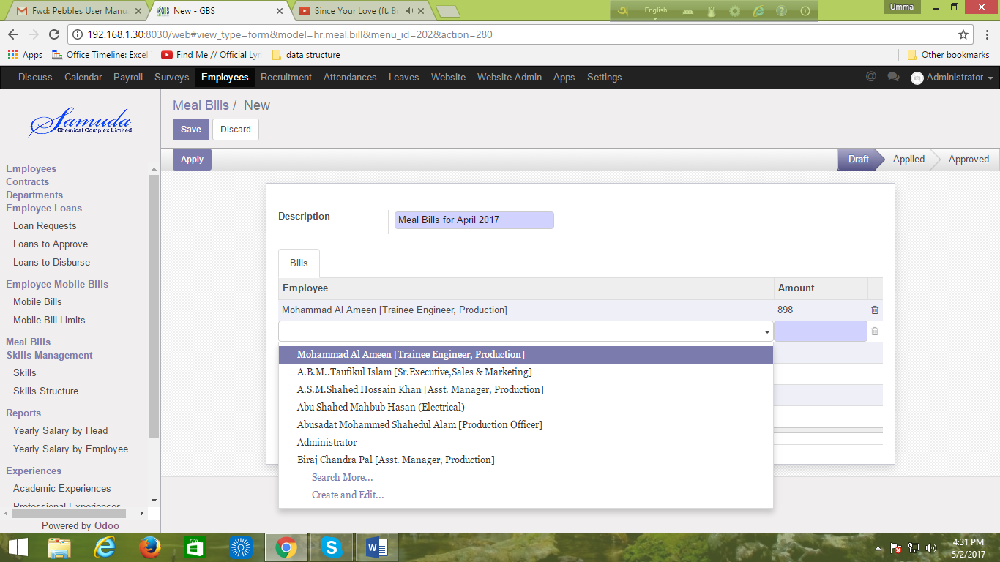 Fwd: Pebbles User Manu
New - GBS
Since Your Love (ft. Br
English
Umma
192.168.1.30:8030/web#view_type=form&model=hr.meal.bill&menu_id=202&action=280
Apps
Office Timeline: Excel
Find Me // Official Lyr
data structure
Other bookmarks
Discuss Calendar Payroll Surveys Employees Recruitment Attendances Leaves Website Website Admin Apps Settings
@ Administrator
Samuda
Chemical Complex Limited
Meal Bills / New
Save Discard
Apply
Draft Applied Approved
Employees
Contracts
Departments
Employee Loans
Loan Requests
Loans to Approve
Loans to Disburse
Employee Mobile Bills
Mobile Bills
Mobile Bill Limits
Meal Bills
Skills Management
Skills
Skills Structure
Reports
Yearly Salary by Head
Yearly Salary by Employee
Experiences
Academic Experiences
Professional Experiences
Powered by Odoo
Description
Meal Bills for April 2017
Bills
Employee Amount
Mohammad Al Ameen [Trainee Engineer, Production] 898
Mohammad Al Ameen [Trainee Engineer, Production]
A.B.M..Taufikul Islam [Sr.Executive,Sales & Marketing]
A.S.M.Shahed Hossain Khan [Asst. Manager, Production]
Abu Shahed Mahbub Hasan (Electrical)
Abusadat Mohammed Shahedul Alam [Production Officer]
Administrator
Biraj Chandra Pal [Asst. Manager, Production]
Search More...
Create and Edit...
4:31 PM
5/2/2017